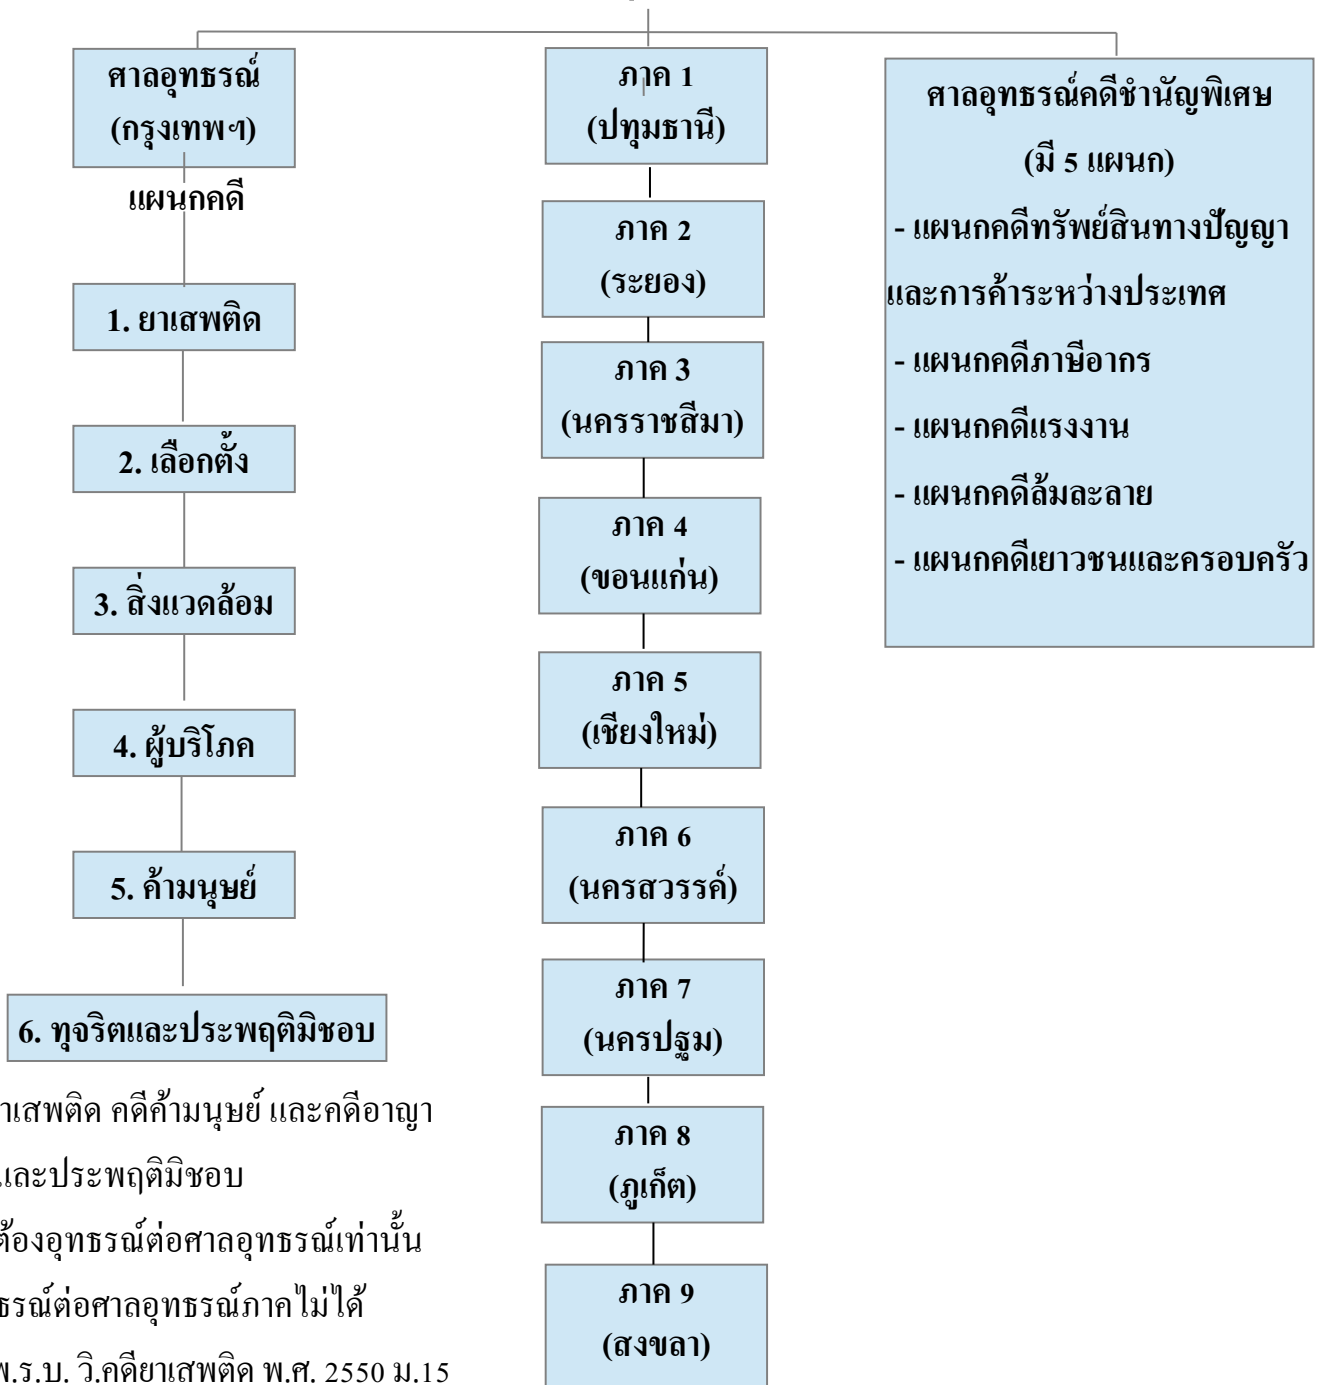 ศาลอุทธรณ์
(กรุงเทพฯ)
แผนกคดี
1. ยาเสพติด
2. เลือกตั้ง
3. สิ่งแวดล้อม
4. ผู้บริโภค
5. ค้ามนุษย์
6. ทุจริตและประพฤติมิชอบ
าเสพติด คดีค้ามนุษย์ และคดีอาญา
และประพฤติมิชอบ
ต้องอุทธรณ์ต่อศาลอุทธรณ์เท่านั้น
ธรณ์ต่อศาลอุทธรณ์ภาคไม่ได้
พ.ร.บ. วิ.คดียาเสพติด พ.ศ. 2550 ม.15
ภาค 1
(ปทุมธานี)
ภาค 2
(ระยอง)
ภาค 3
(นครราชสีมา)
ภาค 4
(ขอนแก่น)
ภาค 5
(เชียงใหม่)
ภาค 6
(นครสวรรค์)
ภาค 7
(นครปฐม)
ภาค 8
(ภูเก็ต)
ภาค 9
(สงขลา)
ศาลอุทธรณ์คดีชำนัญพิเศษ
(มี 5 แผนก)
- แผนกคดีทรัพย์สินทางปัญญา
และการค้าระหว่างประเทศ
- แผนกคดีภาษีอากร
- แผนกคดีแรงงาน
- แผนกคดีล้มละลาย
- แผนกคดีเยาวชนและครอบครัว